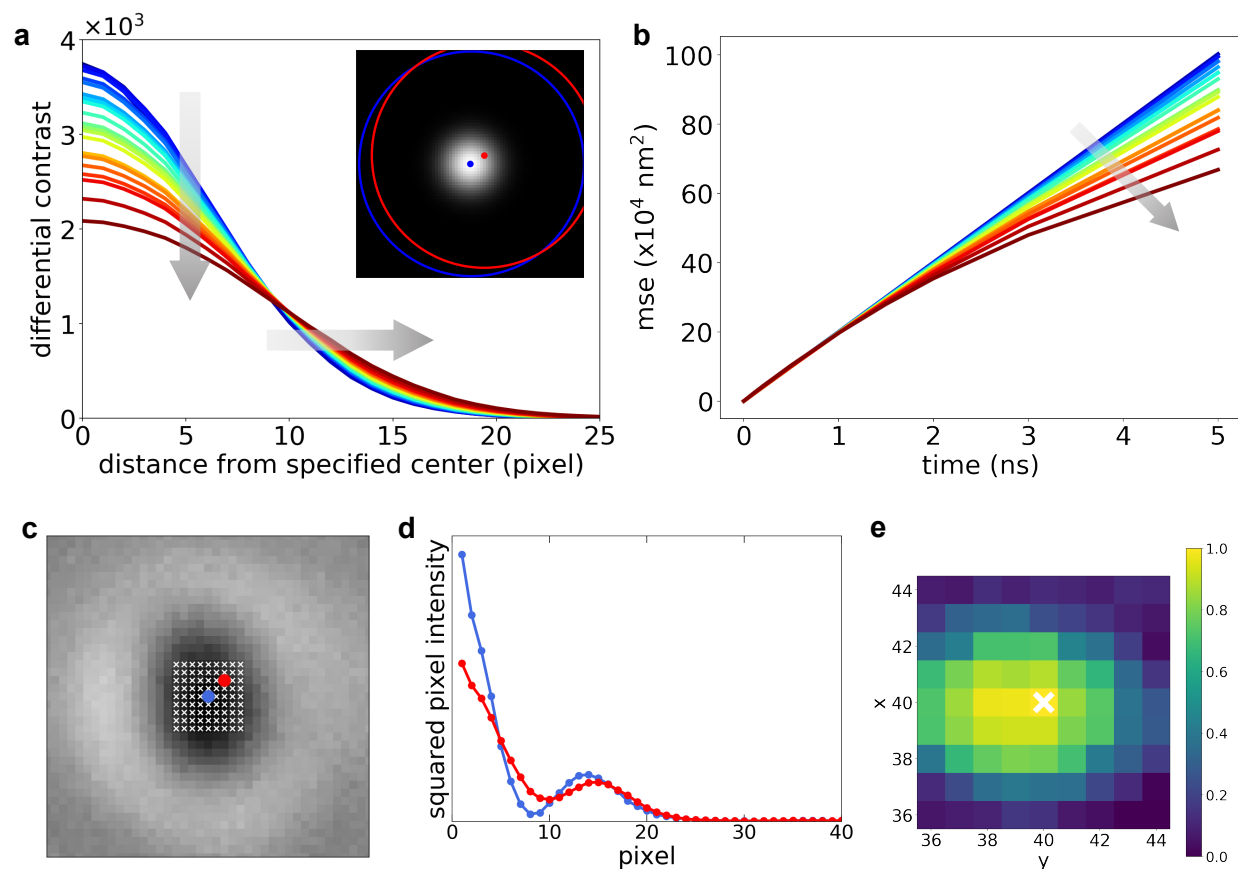 a
×10³
4
3
2
1
0
differential contrast
0 5 10 15 20 25
distance from specified center (pixel)
b
100
80
60
40
20
0
mse (x10⁴ nm²)
0 1 2 3 4 5
time (ns)
c
d
squared pixel intensity
0 10 20 30 40
pixel
e
44
42
40
38
36
x
36 38 40 42 44
y
1.0
0.8
0.6
0.4
0.2
0.0